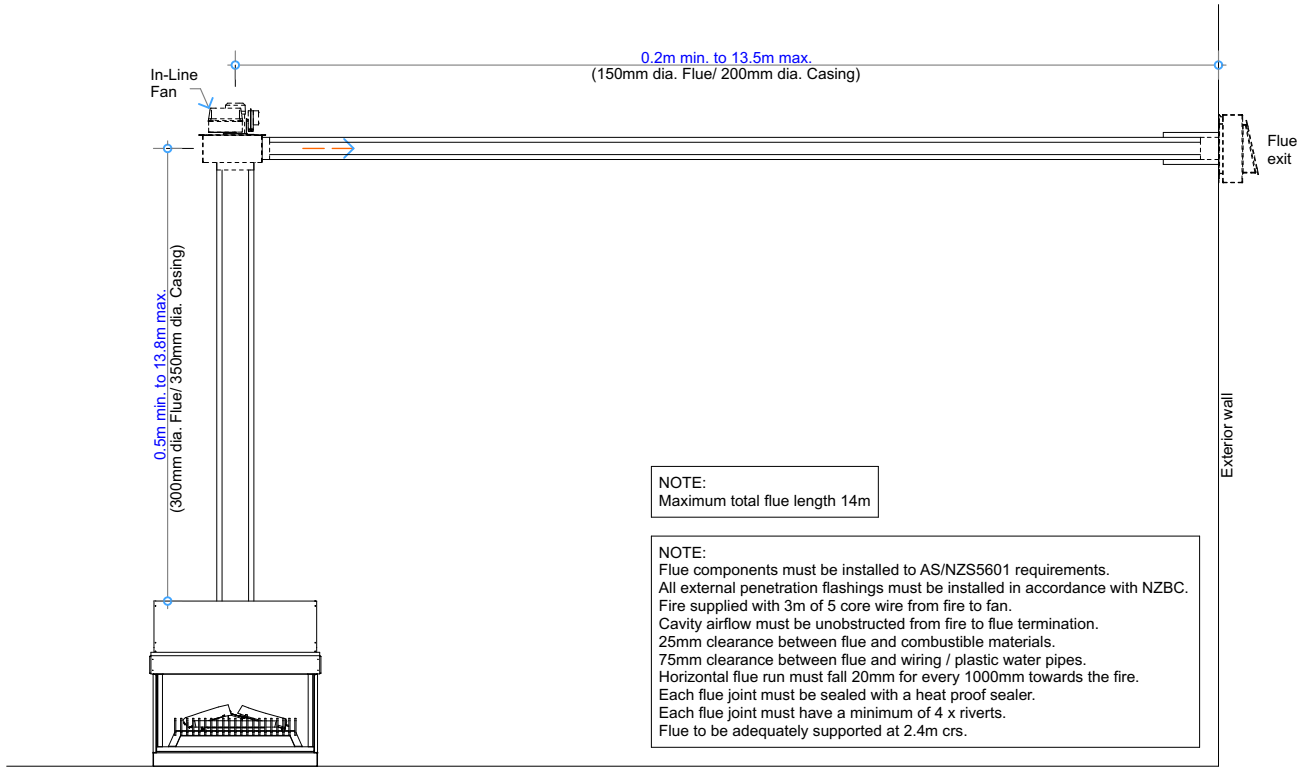 0.2m min. to 13.5m max.
(150mm dia. Flue/ 200mm dia. Casing)
In-Line
Fan
Flue
exit
0.5m min. to 13.8m max.
(300mm dia. Flue/ 350mm dia. Casing)
Exterior wall
NOTE:
Maximum total flue length 14m
NOTE:
Flue components must be installed to AS/NZS5601 requirements.
All external penetration flashings must be installed in accordance with NZBC.
Fire supplied with 3m of 5 core wire from fire to fan.
Cavity airflow must be unobstructed from fire to flue termination.
25mm clearance between flue and combustible materials.
75mm clearance between flue and wiring / plastic water pipes.
Horizontal flue run must fall 20mm for every 1000mm towards the fire.
Each flue joint must be sealed with a heat proof sealer.
Each flue joint must have a minimum of 4 x riverts.
Flue to be adequately supported at 2.4m crs.